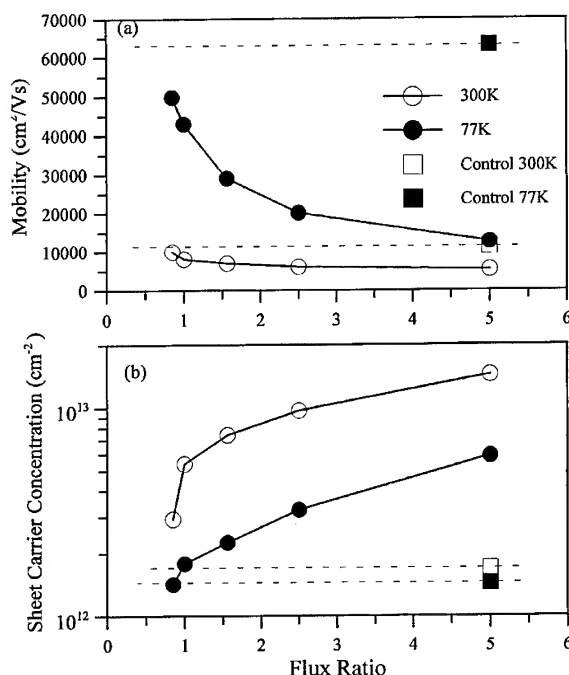 (a)
70000
60000
50000
40000
30000
20000
10000
0
Mobility (cm²/Vs)
300K
77K
Control 300K
Control 77K
0 1 2 3 4 5 6
(b)
10¹³
10¹²
Sheet Carrier Concentration (cm⁻²)
0 1 2 3 4 5 6
Flux Ratio